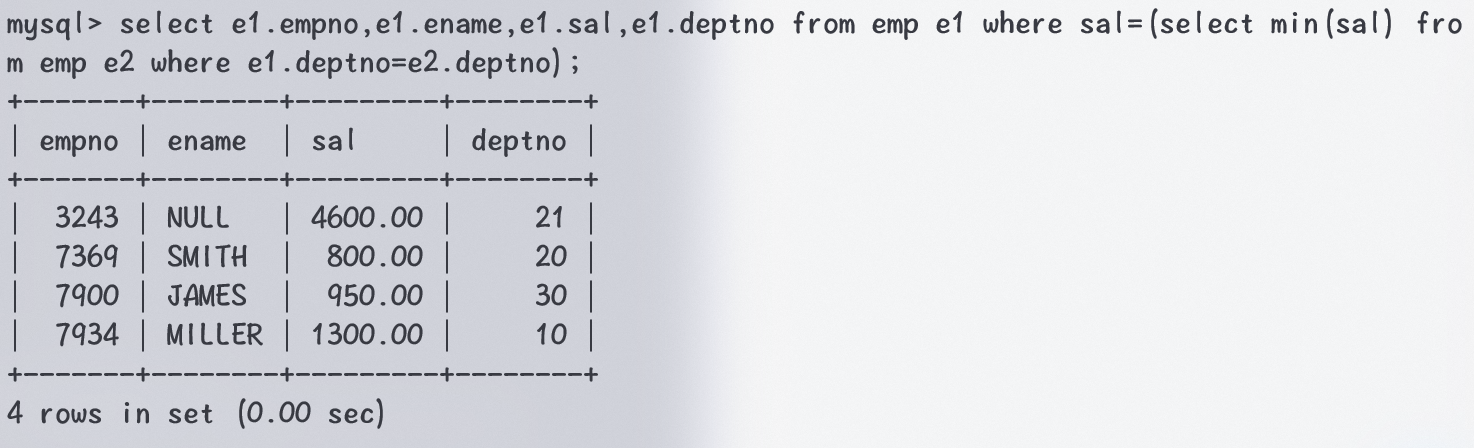 mysql> select e1.empno,e1.ename,e1.sal,e1.deptno from emp e1 where sal=(select min(sal) fro
m emp e2 where e1.deptno=e2.deptno);
+-------+--------+---------+--------+
| empno | ename  | sal     | deptno |
+-------+--------+---------+--------+
|  3243 | NULL   | 4600.00 |     21 |
|  7369 | SMITH  |  800.00 |     20 |
|  7900 | JAMES  |  950.00 |     30 |
|  7934 | MILLER | 1300.00 |     10 |
+-------+--------+---------+--------+
4 rows in set (0.00 sec)